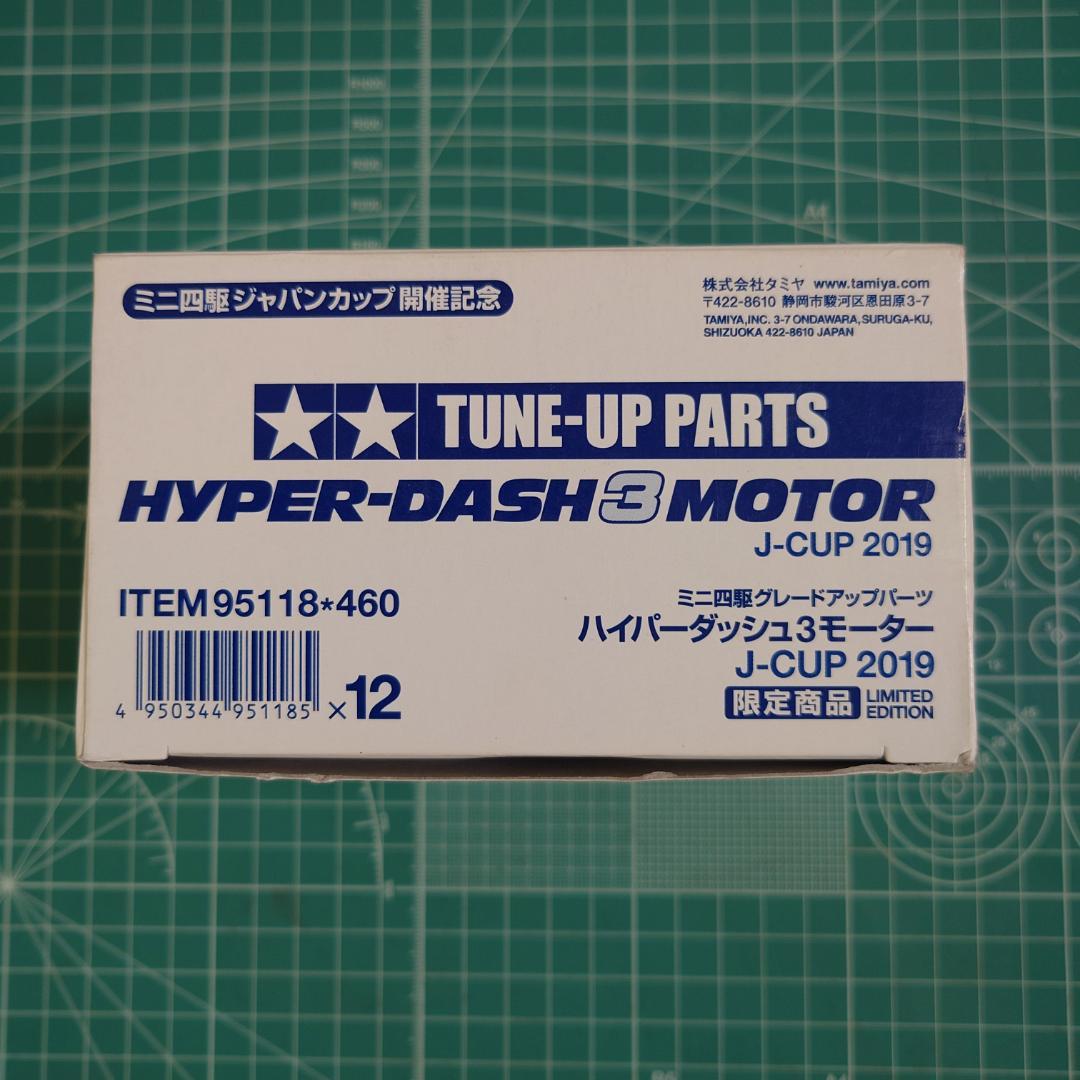 ミニ四駆ジャパンカップ開催記念
株式会社タミヤ www.tamiya.com
〒422-8610 静岡市駿河区恩田原3-7
TAMIYA,INC. 3-7 ONDAWARA, SURUGA-KU,
SHIZUOKA 422-8610 JAPAN
TUNE-UP PARTS
HYPER-DASH3MOTOR
J-CUP 2019
ITEM95118*460
4 950344 951185 ×12
ミニ四駆グレードアップパーツ
ハイパーダッシュ3モーター
J-CUP 2019
限定商品 LIMITED
EDITION
A4